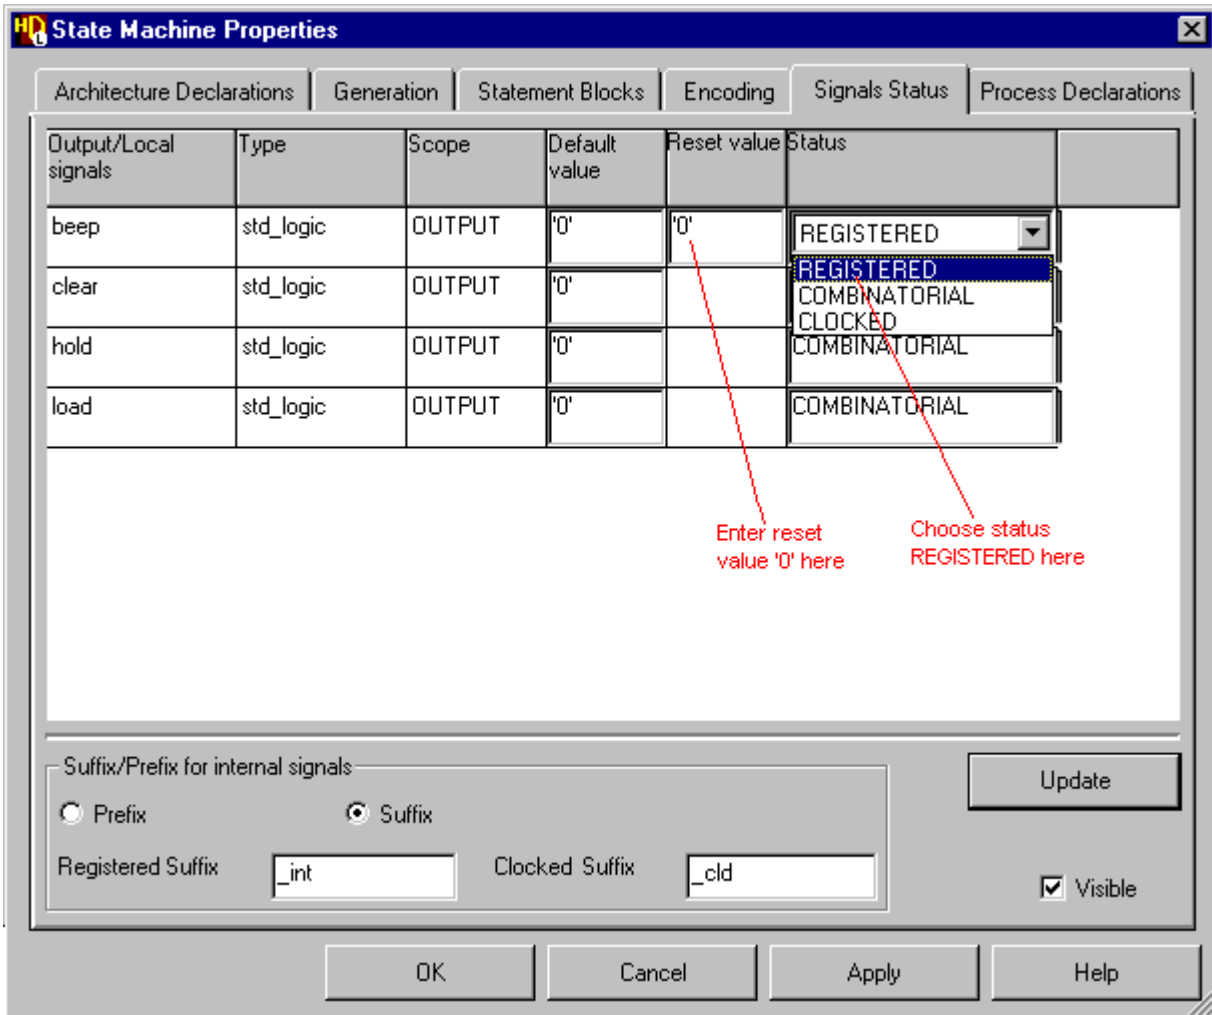 HD L State Machine Properties
Architecture Declarations Generation Statement Blocks Encoding Signals Status Process Declarations
Output/Local signals Type Scope Default value Reset value Status
beep std_logic OUTPUT '0' '0' REGISTERED
REGISTERED
COMBINATORIAL
CLOCKED
clear std_logic OUTPUT '0'
hold std_logic OUTPUT '0' COMBINATORIAL
load std_logic OUTPUT '0' COMBINATORIAL
Enter reset
value '0' here
Choose status
REGISTERED here
Suffix/Prefix for internal signals
Prefix Suffix
Registered Suffix _int Clocked Suffix _cld
Update
Visible
OK Cancel Apply Help